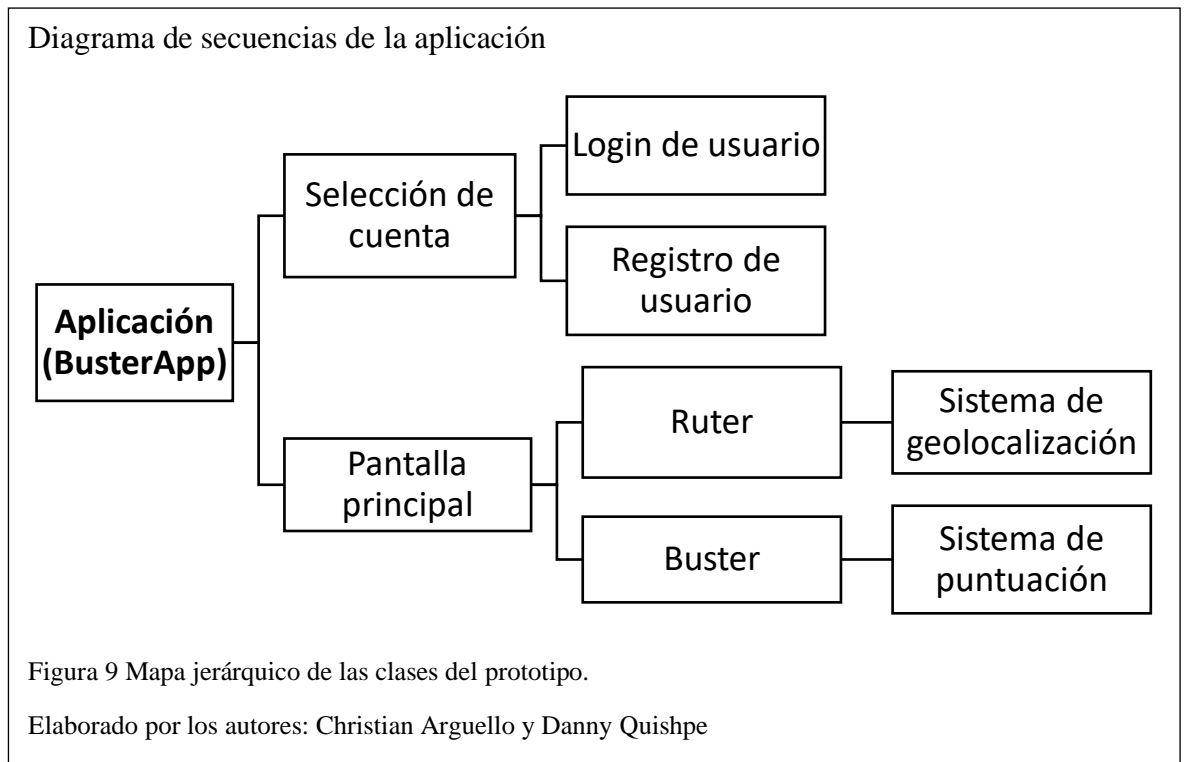 Diagrama de secuencias de la aplicación
Aplicación
(BusterApp)
Selección de
cuenta
Login de usuario
Registro de
usuario
Pantalla
principal
Ruter
Sistema de
geolocalización
Buster
Sistema de
puntuación
Figura 9 Mapa jerárquico de las clases del prototipo.
Elaborado por los autores: Christian Arguello y Danny Quishpe